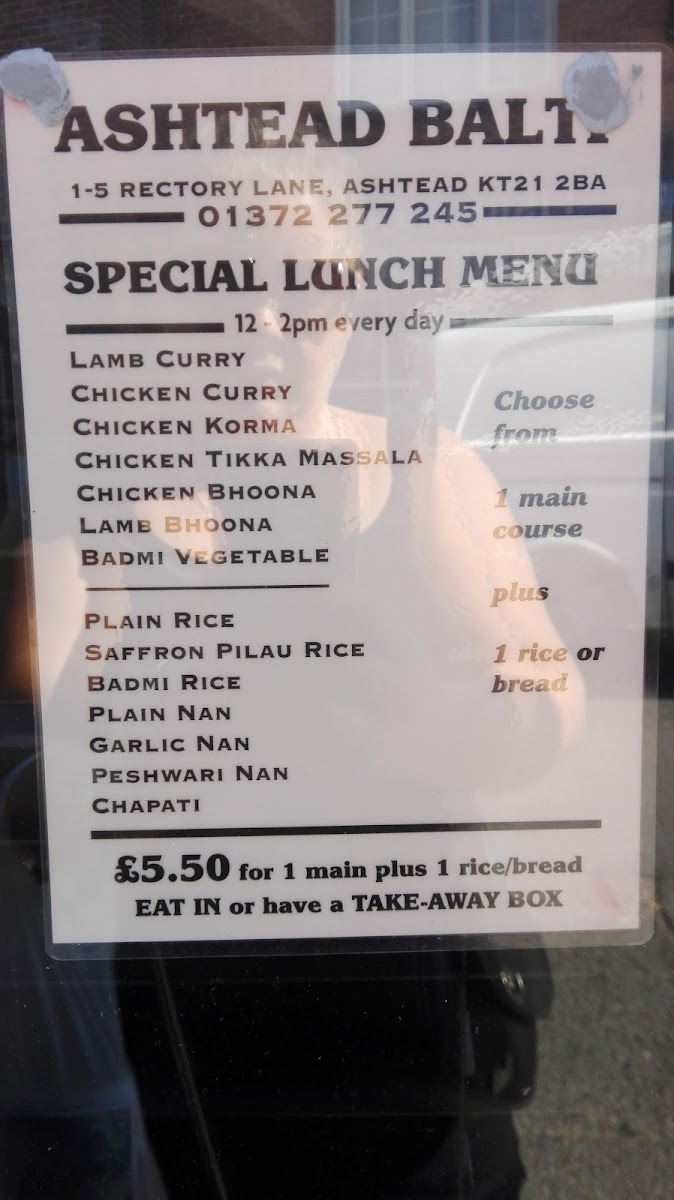 ASHTEAD BALTI
1-5 RECTORY LANE, ASHTEAD KT21 2BA
01372 277 245
SPECIAL LUNCH MENU
12 - 2pm every day
LAMB CURRY
CHICKEN CURRY
CHICKEN KORMA
CHICKEN TIKKA MASSALA
CHICKEN BHOONA
LAMB BHOONA
BADMI VEGETABLE
PLAIN RICE
SAFFRON PILAU RICE
BADMI RICE
PLAIN NAN
GARLIC NAN
PESHWARI NAN
CHAPATI
Choose
from
1 main
course
plus
1 rice or
bread
£5.50 for 1 main plus 1 rice/bread
EAT IN or have a TAKE-AWAY BOX